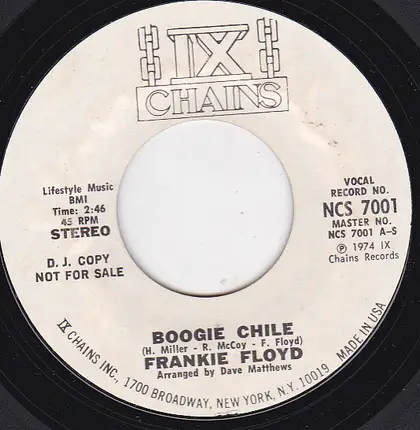 IX
CHAINS
Lifestyle Music
BMI
Time: 2:46
45 RPM
STEREO
D. J. COPY
NOT FOR SALE
VOCAL
RECORD NO.
NCS 7001
MASTER NO.
NCS 7001 A-S
℗ 1974 IX
Chains Records
BOOGIE CHILE
(H. Miller - R. McCoy - F. Floyd)
FRANKIE FLOYD
Arranged by Dave Matthews
IX CHAINS INC., 1700 BROADWAY, NEW YORK, N.Y. 10019
MADE IN USA